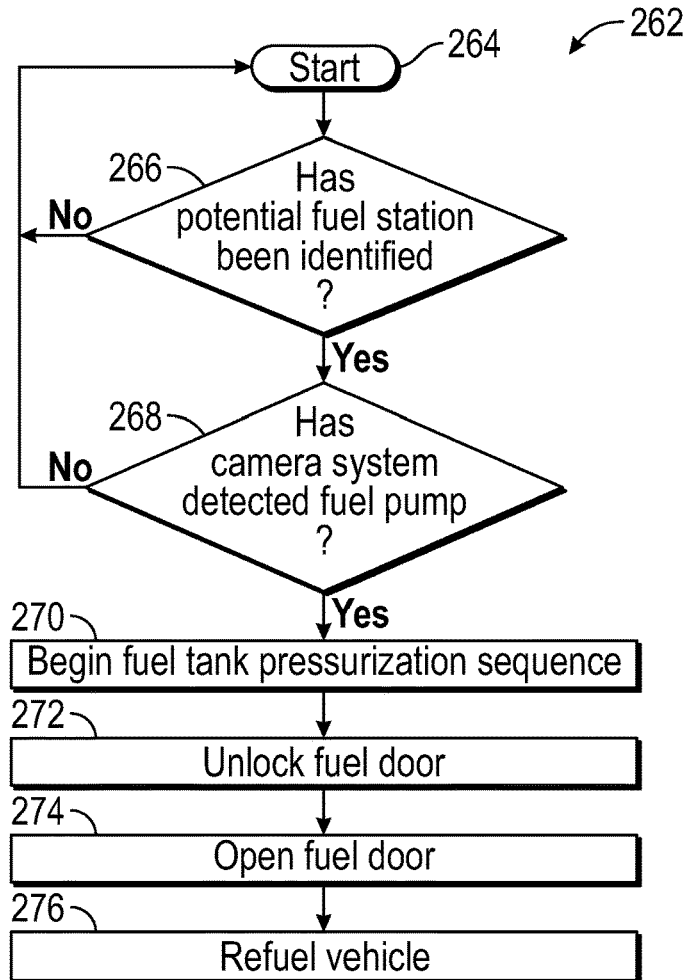 262
Start
264
266
Has
potential fuel station
been identified
?
No
Yes
268
Has
camera system
detected fuel pump
?
No
Yes
270
Begin fuel tank pressurization sequence
272
Unlock fuel door
274
Open fuel door
276
Refuel vehicle